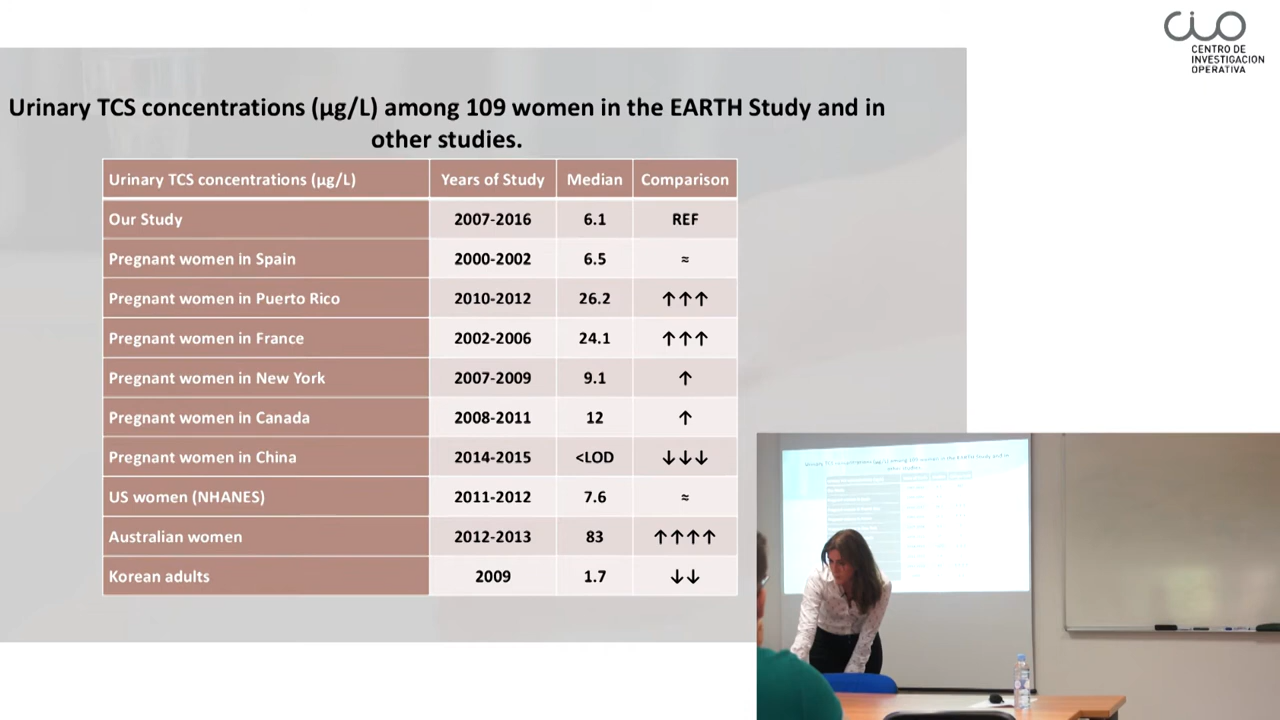 CIO
CENTRO DE
INVESTIGACION
OPERATIVA
Urinary TCS concentrations (µg/L) among 109 women in the EARTH Study and in
other studies.
Urinary TCS concentrations (µg/L) Years of Study Median Comparison
Our Study 2007-2016 6.1 REF
Pregnant women in Spain 2000-2002 6.5 ≈
Pregnant women in Puerto Rico 2010-2012 26.2 ↑↑↑
Pregnant women in France 2002-2006 24.1 ↑↑↑
Pregnant women in New York 2007-2009 9.1 ↑
Pregnant women in Canada 2008-2011 12 ↑
Pregnant women in China 2014-2015 <LOD ↓↓↓
US women (NHANES) 2011-2012 7.6 ≈
Australian women 2012-2013 83 ↑↑↑↑
Korean adults 2009 1.7 ↓↓